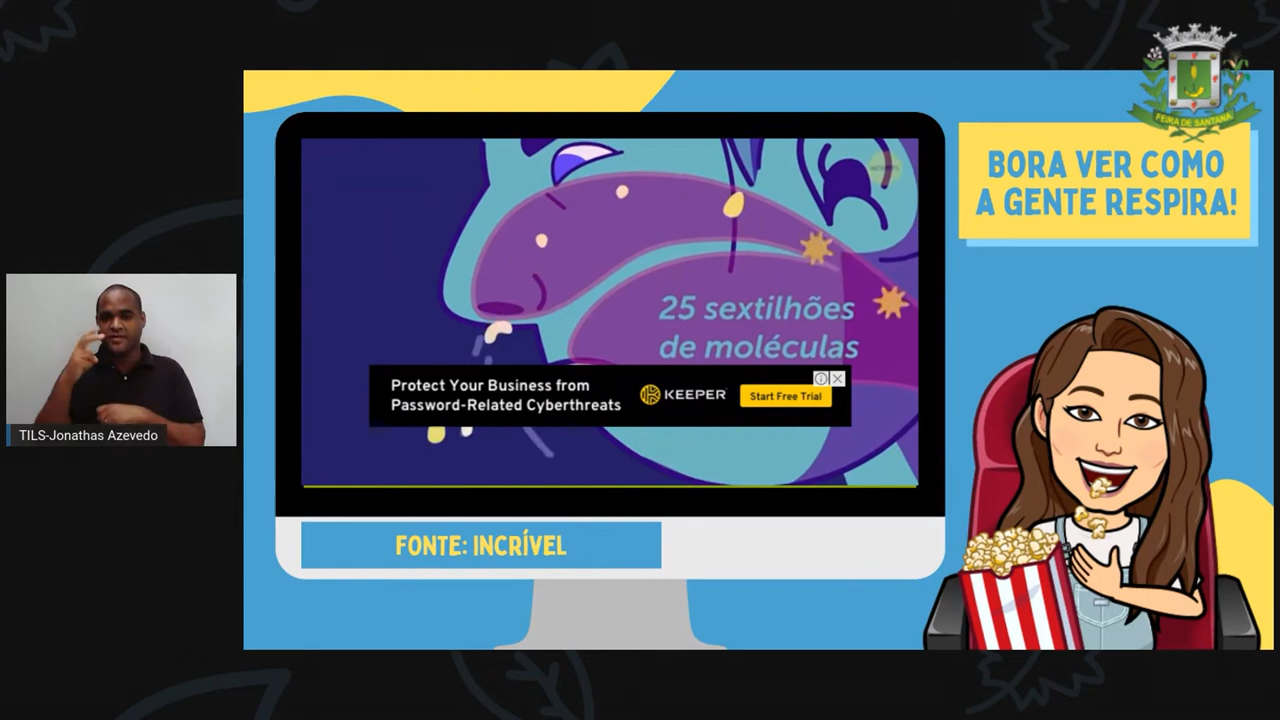 FEIRA DE SANTANA
BORA VER COMO
A GENTE RESPIRA!
25 sextilhões
de moléculas
Protect Your Business from
Password-Related Cyberthreats
KEEPER
Start Free Trial
TILS-Jonathas Azevedo
FONTE: INCRÍVEL